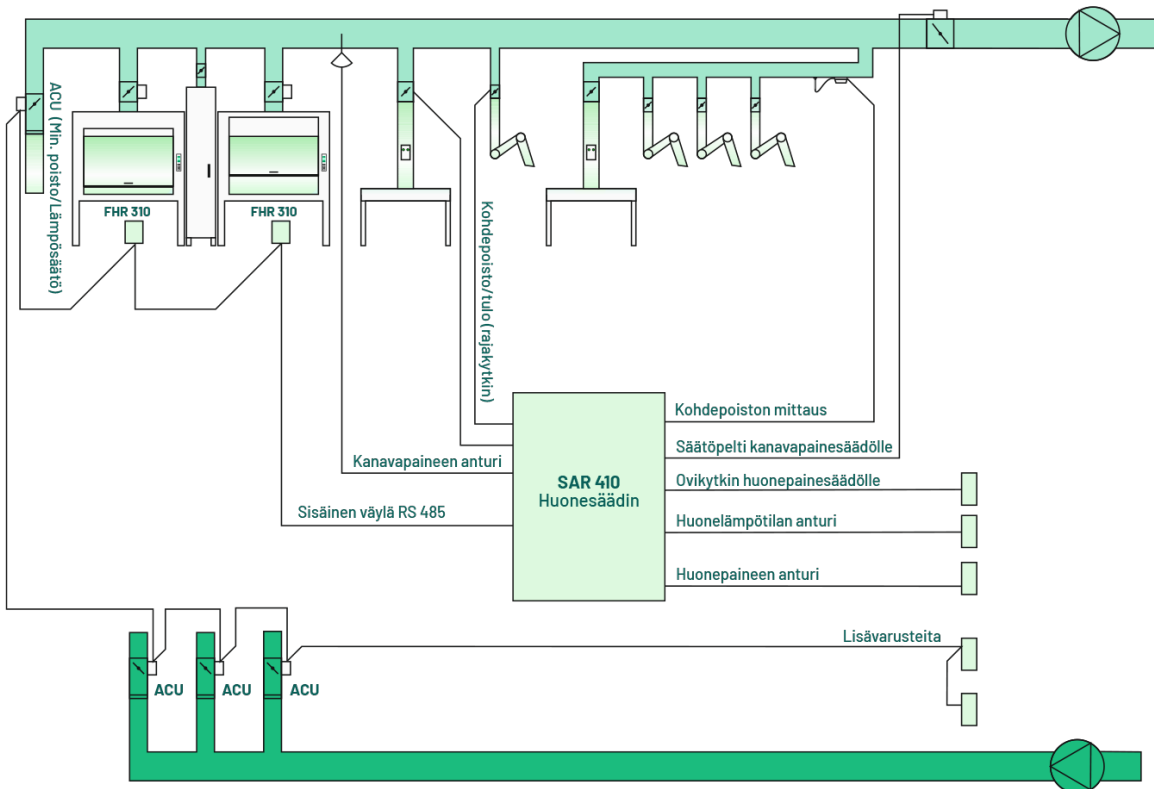 ACU (Min. poisto/Lämpösäätö)
FHR 310
FHR 310
Kohdepoisto/tulo (rajakytkin)
Kanavapaineen anturi
Sisäinen väylä RS 485
SAR 410
Huonesäädin
Kohdepoiston mittaus
Säätöpelti kanavapainesäädölle
Ovikytkin huonepainesäädölle
Huonelämpötilan anturi
Huonepaineen anturi
Lisävarusteita
ACU
ACU
ACU